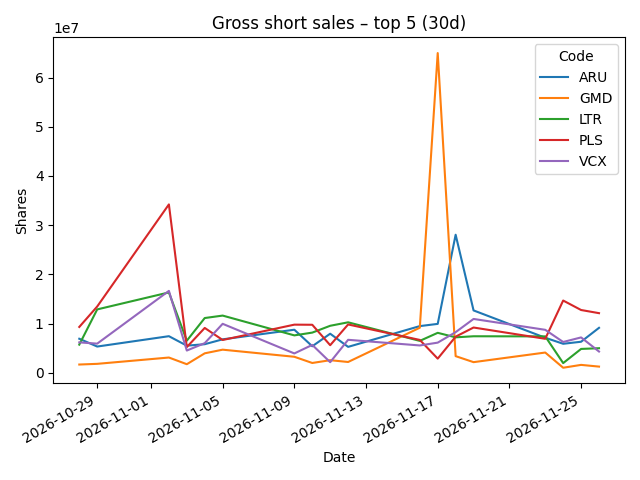 Gross short sales – top 5 (30d)
1e7
Code
ARU
GMD
LTR
PLS
VCX
Shares
6
5
4
3
2
1
0
2026-10-29
2026-11-01
2026-11-05
2026-11-09
2026-11-13
2026-11-17
2026-11-21
2026-11-25
Date